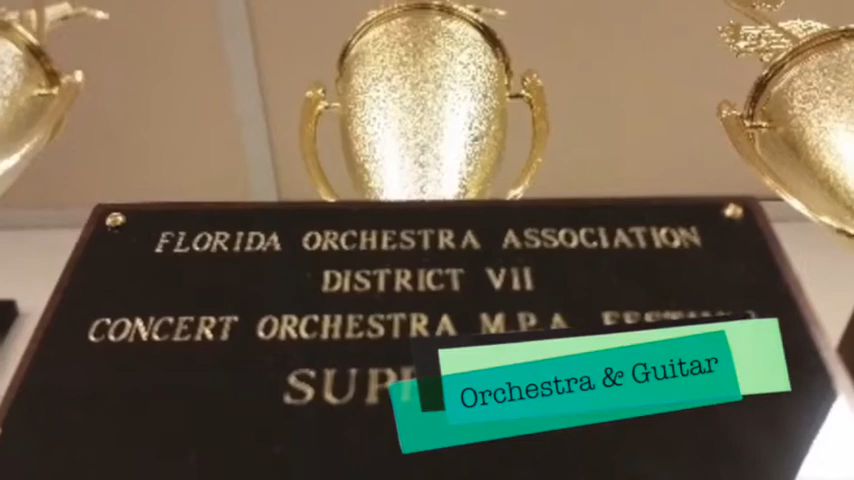 FLORIDA ORCHESTRA ASSOCIATION
DISTRICT VII
CONCERT ORCHESTRA M.P.A.
Orchestra & Guitar